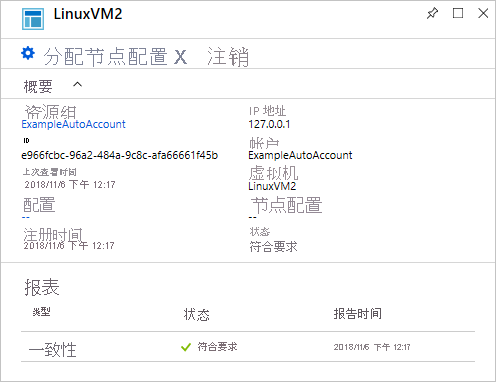 LinuxVM2
分配节点配置 X 注销
概要
资源组
ExampleAutoAccount
ID
e966fcbc-96a2-484a-9c8c-afa66661f45b
上次查看时间
2018/11/6 下午 12:17
配置
--
注册时间
2018/11/6 下午 12:17
IP 地址
127.0.0.1
帐户
ExampleAutoAccount
虚拟机
LinuxVM2
节点配置
--
状态
符合要求
报表
类型 状态 报告时间
一致性 符合要求 2018/11/6 下午 12:17